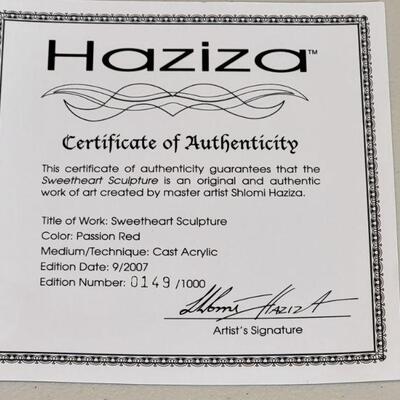 Haziza™
Certificate of Authenticity
This certificate of authenticity guarantees that the
Sweetheart Sculpture is an original and authentic
work of art created by master artist Shlomi Haziza.
Title of Work: Sweetheart Sculpture
Color: Passion Red
Medium/Technique: Cast Acrylic
Edition Date: 9/2007
Edition Number: 0149 /1000
Shlomi HAZIZA
Artist's Signature